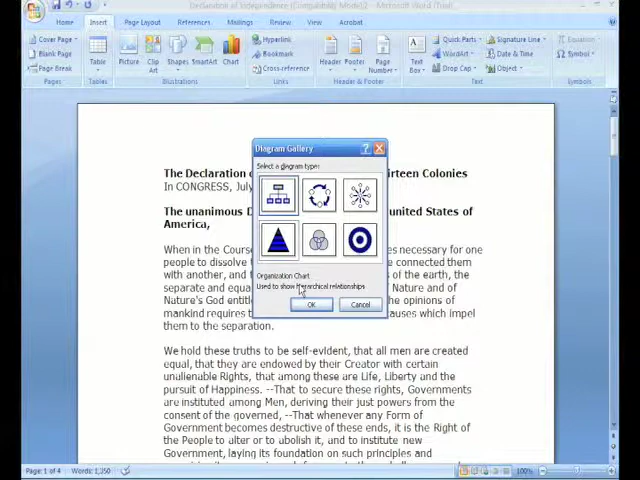 Declaration of Independence (Compatibility Mode) - Microsoft Word (Trial)
Home Insert Page Layout References Mailings Review View Acrobat
Cover Page
Blank Page
Page Break
Pages
Table
Tables
Picture Clip Art Shapes SmartArt Chart
Illustrations
Hyperlink
Bookmark
Cross-reference
Links
Header Footer Page Number
Header & Footer
Text Box
Quick Parts
WordArt
Drop Cap
Signature Line
Date & Time
Object
Text
Equation
Symbol
Symbols
Diagram Gallery
Select a diagram type:
Organization Chart
Used to show hierarchical relationships
OK Cancel
The Declaration o irteen Colonies
In CONGRESS, July
The unanimous D united States of
America,
When in the Cours es necessary for one
people to dissolve connected them
with another, and of the earth, the
separate and equa f Nature and of
Nature's God entitl e opinions of
mankind requires t auses which impel
them to the separation.
We hold these truths to be self-evident, that all men are created
equal, that they are endowed by their Creator with certain
unalienable Rights, that among these are Life, Liberty and the
pursuit of Happiness. --That to secure these rights, Governments
are instituted among Men, deriving their just powers from the
consent of the governed, --That whenever any Form of
Government becomes destructive of these ends, it is the Right of
the People to alter or to abolish it, and to institute new
Government, laying its foundation on such principles and
Page: 1 of 4 Words: 1,350 100%